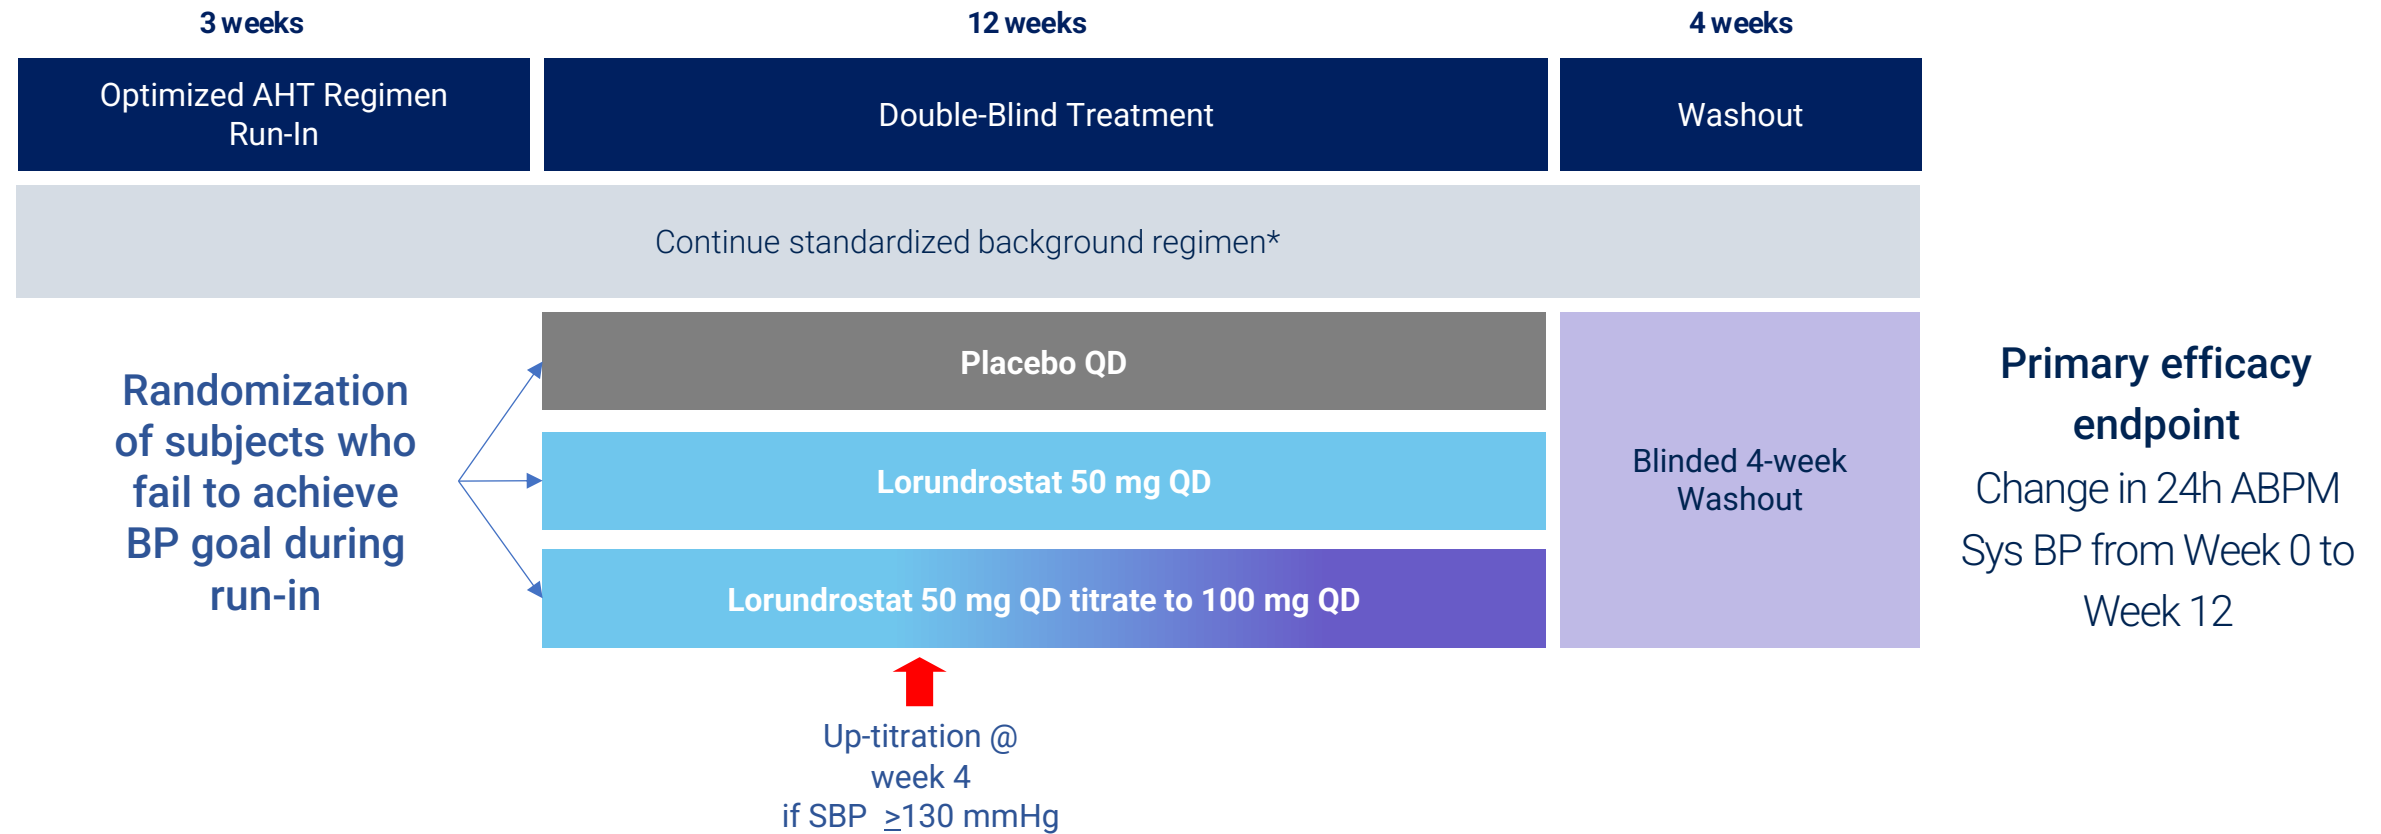 3 weeks
12 weeks
4 weeks
Optimized AHT Regimen
Run-In
Double-Blind Treatment
Washout
Continue standardized background regimen*
Randomization
of subjects who
fail to achieve
BP goal during
run-in
Placebo QD
Lorundrostat 50 mg QD
Lorundrostat 50 mg QD titrate to 100 mg QD
Blinded 4-week
Washout
Primary efficacy
endpoint
Change in 24h ABPM
Sys BP from Week 0 to
Week 12
Up-titration @
week 4
if SBP ≥130 mmHg